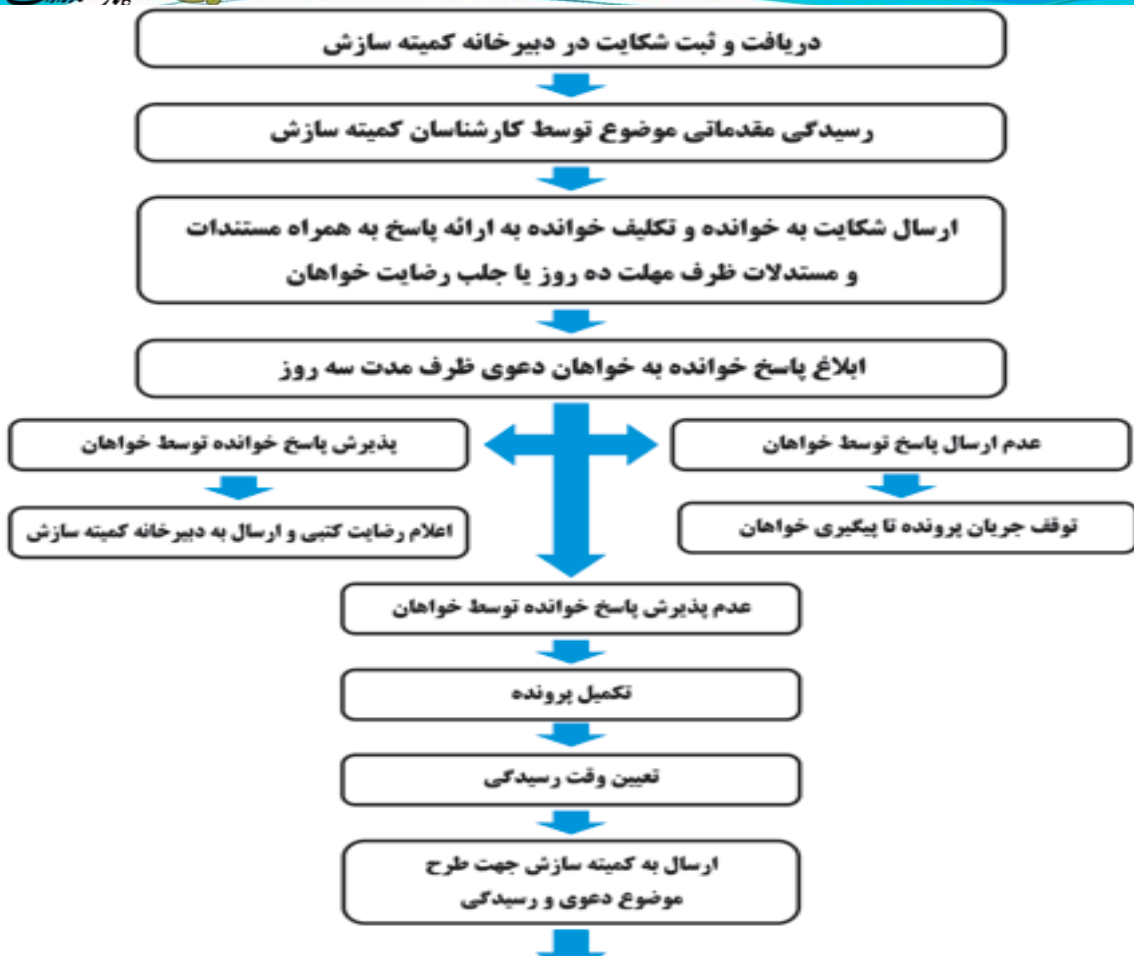 دریافت و ثبت شکایت در دبیرخانه کمیته سازش
رسیدگی مقدماتی موضوع توسط کارشناسان کمیته سازش
ارسال شکایت به خوانده و تکلیف خوانده به ارائه پاسخ به همراه مستندات
و مستدلات ظرف مهلت ده روز یا جلب رضایت خواهان
ابلاغ پاسخ خوانده به خواهان دعوی ظرف مدت سه روز
عدم ارسال پاسخ توسط خواهان
پذیرش پاسخ خوانده توسط خواهان
توقف جریان پرونده تا پیگیری خواهان
اعلام رضایت کتبی و ارسال به دبیرخانه کمیته سازش
عدم پذیرش پاسخ خوانده توسط خواهان
تکمیل پرونده
تعیین وقت رسیدگی
ارسال به کمیته سازش جهت طرح
موضوع دعوی و رسیدگی